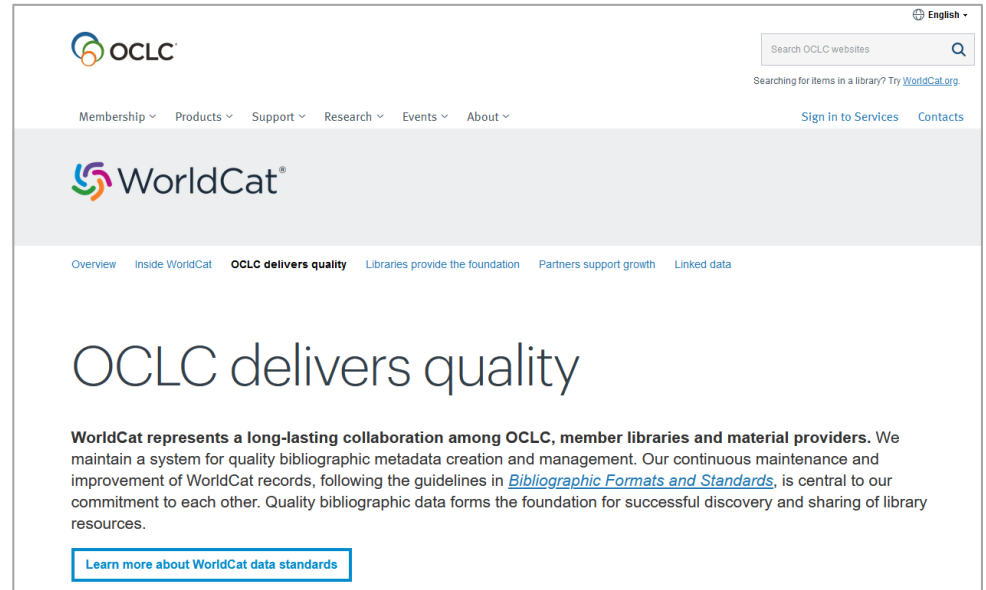 English
OCLC
Search OCLC websites
Searching for items in a library? Try WorldCat.org.
Membership Products Support Research Events About Sign in to Services Contacts
WorldCat®
Overview Inside WorldCat OCLC delivers quality Libraries provide the foundation Partners support growth Linked data
OCLC delivers quality
WorldCat represents a long-lasting collaboration among OCLC, member libraries and material providers. We
maintain a system for quality bibliographic metadata creation and management. Our continuous maintenance and
improvement of WorldCat records, following the guidelines in Bibliographic Formats and Standards, is central to our
commitment to each other. Quality bibliographic data forms the foundation for successful discovery and sharing of library
resources.
Learn more about WorldCat data standards